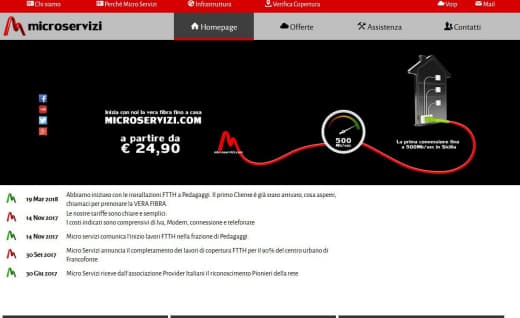 Chi siamo
Perché Micro Servizi
Infrastruttura
Verifica Copertura
Voip
Mail
microservizi
Homepage
Offerte
Assistenza
Contatti
Inizia con noi la vera fibra fino a casa
MICROSERVIZI.COM
a partire da
€ 24,90
microservizi.com
500
Mb/sec
La prima connessione fino
a 500Mb/sec in Sicilia
19 Mar 2018
Abbiamo iniziato con le installazioni FTTH a Pedagaggi. Il primo Cliente è già stato attivato, cosa aspetti,
chiamaci per prenotare la VERA FIBRA.
14 Nov 2017
Le nostre tariffe sono chiare e semplici:
I costi indicati sono comprensivi di Iva, Modem, connessione e telefonate
14 Nov 2017
Micro servizi comunica l'inizio lavori FTTH nella frazione di Pedagaggi
30 Set 2017
Micro Servizi annuncia il completamento dei lavori di copertura FTTH per il 90% del centro urbano di
Francofonte.
30 Giu 2017
Micro Servizi riceve dall'associazione Provider Italiani il riconoscimento Pionieri della rete